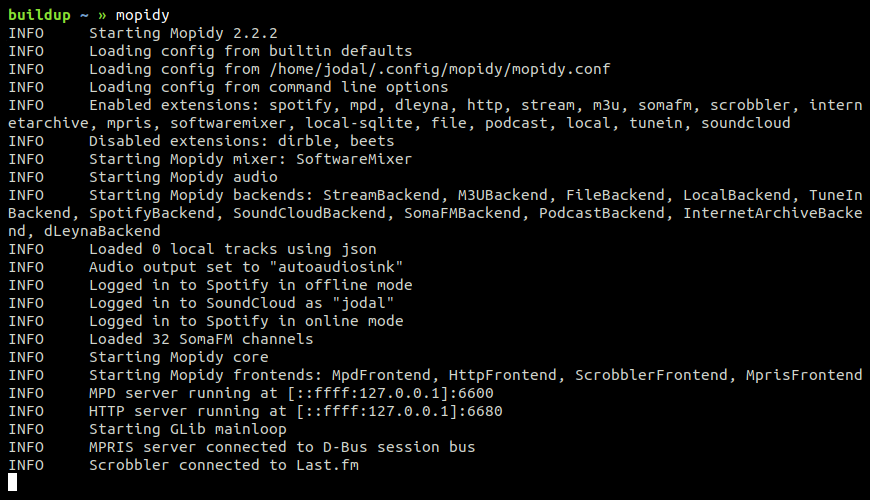 buildup ~ » mopidy
INFO     Starting Mopidy 2.2.2
INFO     Loading config from builtin defaults
INFO     Loading config from /home/jodal/.config/mopidy/mopidy.conf
INFO     Loading config from command line options
INFO     Enabled extensions: spotify, mpd, dleyna, http, stream, m3u, somafm, scrobbler, intern
etarchive, mpris, softwaremixer, local-sqlite, file, podcast, local, tunein, soundcloud
INFO     Disabled extensions: dirble, beets
INFO     Starting Mopidy mixer: SoftwareMixer
INFO     Starting Mopidy audio
INFO     Starting Mopidy backends: StreamBackend, M3UBackend, FileBackend, LocalBackend, TuneIn
Backend, SpotifyBackend, SoundCloudBackend, SomaFMBackend, PodcastBackend, InternetArchiveBacke
nd, dLeynaBackend
INFO     Loaded 0 local tracks using json
INFO     Audio output set to "autoaudiosink"
INFO     Logged in to Spotify in offline mode
INFO     Logged in to SoundCloud as "jodal"
INFO     Logged in to Spotify in online mode
INFO     Loaded 32 SomaFM channels
INFO     Starting Mopidy core
INFO     Starting Mopidy frontends: MpdFrontend, HttpFrontend, ScrobblerFrontend, MprisFrontend
INFO     MPD server running at [::ffff:127.0.0.1]:6600
INFO     HTTP server running at [::ffff:127.0.0.1]:6680
INFO     Starting GLib mainloop
INFO     MPRIS server connected to D-Bus session bus
INFO     Scrobbler connected to Last.fm